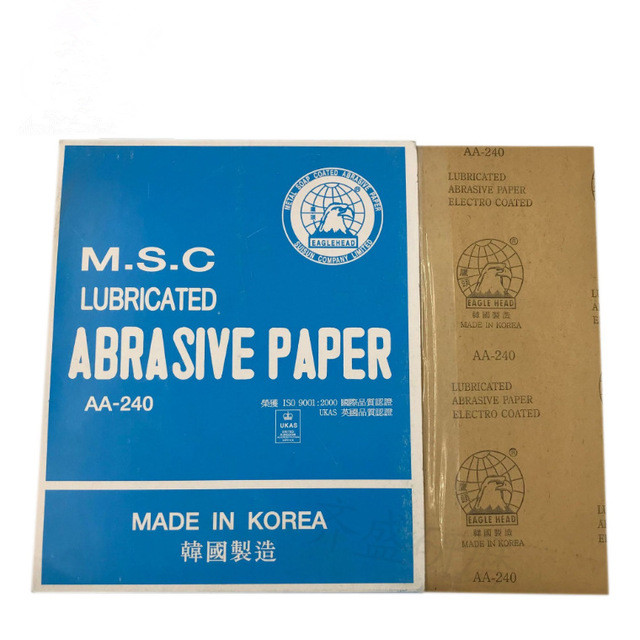 METAL SOAP COATED ABRASIVE PAPER
鷹頭
EAGLEHEAD
SUISUN COMPANY LIMITED
®
M.S.C
LUBRICATED
ABRASIVE PAPER
AA-240
榮獲 ISO 9001:2000 國際品質認證
UKAS 英國品質認證
UKAS
MADE IN KOREA
韓國製造
AA-240
LUBRICATED
ABRASIVE PAPER
ELECTRO COATED
®
EAGLE HEAD
韓國製造
MADE IN KOREA
AA-240
LUBRICATED
ABRASIVE PAPER
ELECTRO COATED
®
EAGLE HEAD
韓國製造
MADE IN KOREA
AA-240